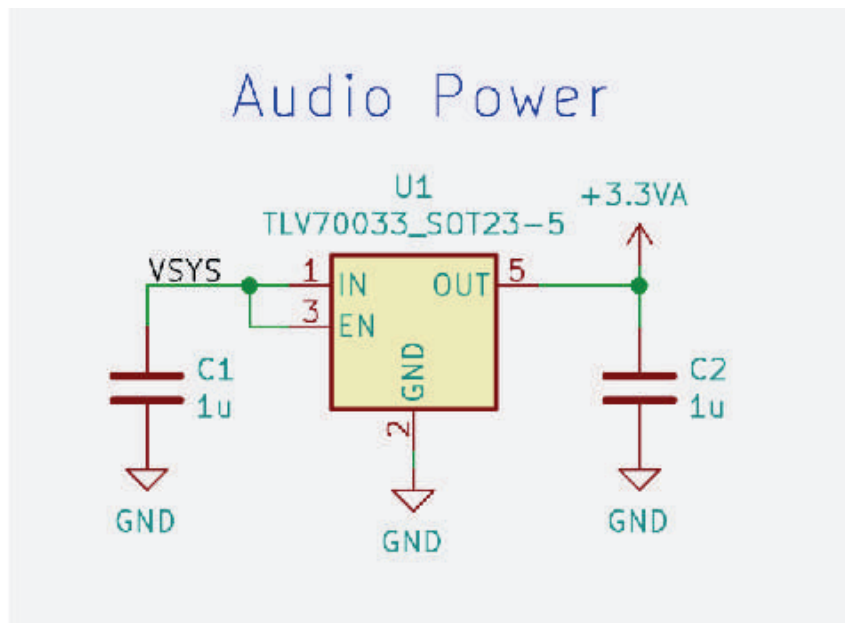 Audio Power
U1
TLV70033_SOT23-5
+3.3VA
VSYS
1
IN
OUT
5
3
EN
GND
2
C1
1u
C2
1u
GND
GND
GND